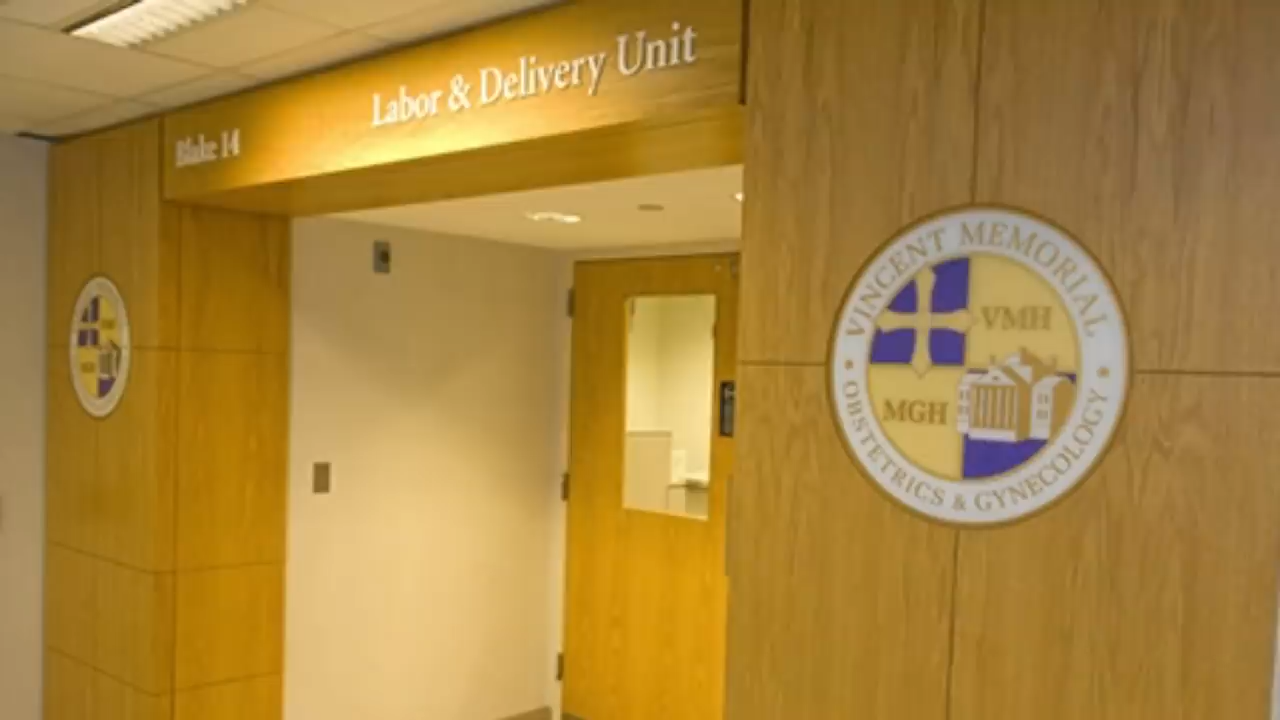 Labor & Delivery Unit
Blake 14
VINCENT MEMORIAL
VMH
MGH
OBSTETRICS & GYNECOLOGY